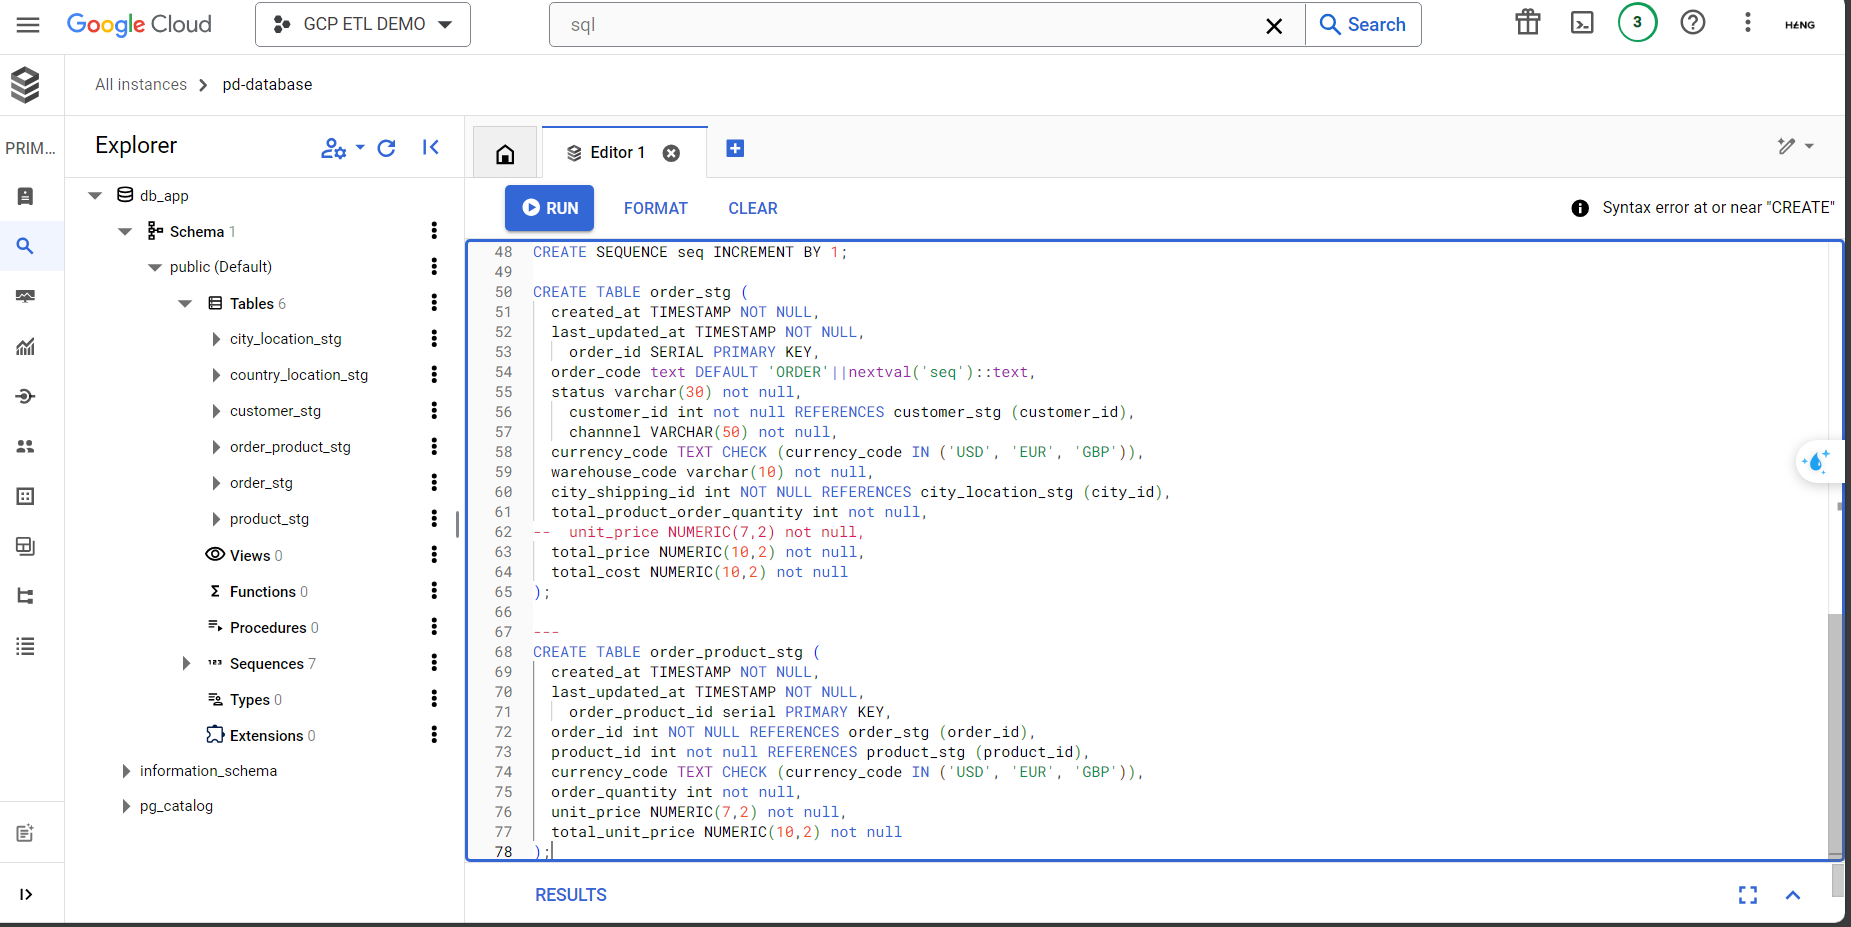 Google Cloud
GCP ETL DEMO
sql
Search
3
HANG
All instances
pd-database
PRIM...
Explorer
Editor 1
RUN
FORMAT
CLEAR
Syntax error at or near "CREATE"
db_app
Schema 1
public (Default)
Tables 6
city_location_stg
country_location_stg
customer_stg
order_product_stg
order_stg
product_stg
Views 0
Functions 0
Procedures 0
Sequences 7
Types 0
Extensions 0
information_schema
pg_catalog
48 CREATE SEQUENCE seq INCREMENT BY 1;
49
50 CREATE TABLE order_stg (
51 created_at TIMESTAMP NOT NULL,
52 last_updated_at TIMESTAMP NOT NULL,
53 order_id SERIAL PRIMARY KEY,
54 order_code text DEFAULT 'ORDER'||nextval('seq')::text,
55 status varchar(30) not null,
56 customer_id int not null REFERENCES customer_stg (customer_id),
57 channnel VARCHAR(50) not null,
58 currency_code TEXT CHECK (currency_code IN ('USD', 'EUR', 'GBP')),
59 warehouse_code varchar(10) not null,
60 city_shipping_id int NOT NULL REFERENCES city_location_stg (city_id),
61 total_product_order_quantity int not null,
62 -- unit_price NUMERIC(7,2) not null,
63 total_price NUMERIC(10,2) not null,
64 total_cost NUMERIC(10,2) not null
65 );
66
67 ---
68 CREATE TABLE order_product_stg (
69 created_at TIMESTAMP NOT NULL,
70 last_updated_at TIMESTAMP NOT NULL,
71 order_product_id serial PRIMARY KEY,
72 order_id int NOT NULL REFERENCES order_stg (order_id),
73 product_id int not null REFERENCES product_stg (product_id),
74 currency_code TEXT CHECK (currency_code IN ('USD', 'EUR', 'GBP')),
75 order_quantity int not null,
76 unit_price NUMERIC(7,2) not null,
77 total_unit_price NUMERIC(10,2) not null
78 );
RESULTS